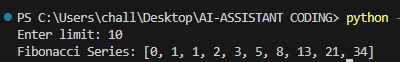 PS C:\Users\chall\Desktop\AI-ASSISTANT CODING> python -
Enter limit: 10
Fibonacci Series: [0, 1, 1, 2, 3, 5, 8, 13, 21, 34]